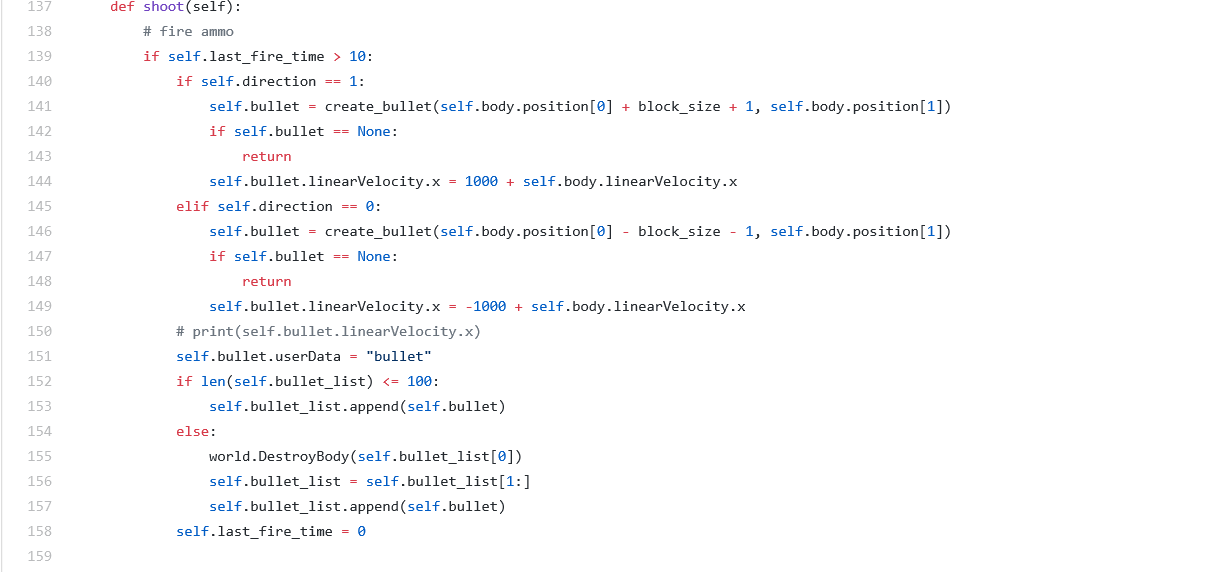 137 def shoot(self):
138 # fire ammo
139 if self.last_fire_time > 10:
140 if self.direction == 1:
141 self.bullet = create_bullet(self.body.position[0] + block_size + 1, self.body.position[1])
142 if self.bullet == None:
143 return
144 self.bullet.linearVelocity.x = 1000 + self.body.linearVelocity.x
145 elif self.direction == 0:
146 self.bullet = create_bullet(self.body.position[0] - block_size - 1, self.body.position[1])
147 if self.bullet == None:
148 return
149 self.bullet.linearVelocity.x = -1000 + self.body.linearVelocity.x
150 # print(self.bullet.linearVelocity.x)
151 self.bullet.userData = "bullet"
152 if len(self.bullet_list) <= 100:
153 self.bullet_list.append(self.bullet)
154 else:
155 world.DestroyBody(self.bullet_list[0])
156 self.bullet_list = self.bullet_list[1:]
157 self.bullet_list.append(self.bullet)
158 self.last_fire_time = 0
159